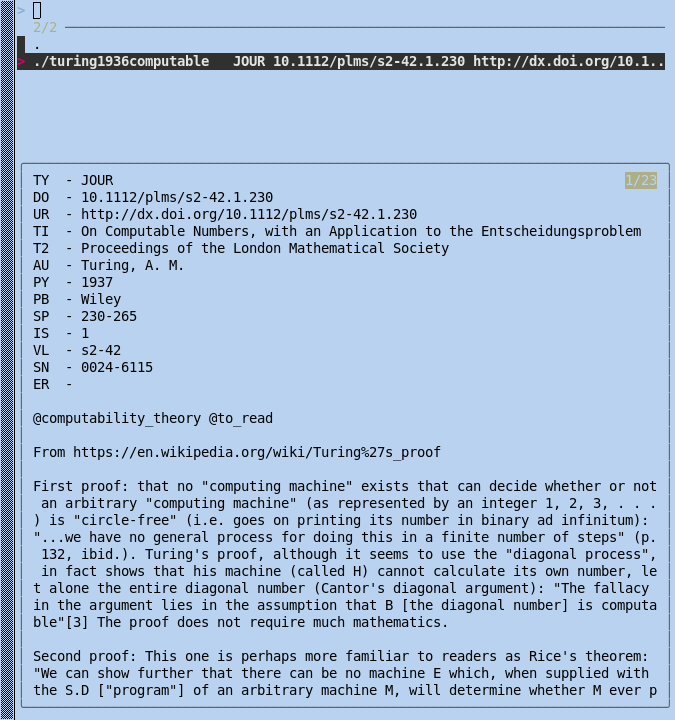 >
2/2
.
> ./turing1936computable   JOUR 10.1112/plms/s2-42.1.230 http://dx.doi.org/10.1..
1/23
TY  - JOUR
DO  - 10.1112/plms/s2-42.1.230
UR  - http://dx.doi.org/10.1112/plms/s2-42.1.230
TI  - On Computable Numbers, with an Application to the Entscheidungsproblem
T2  - Proceedings of the London Mathematical Society
AU  - Turing, A. M.
PY  - 1937
PB  - Wiley
SP  - 230-265
IS  - 1
VL  - s2-42
SN  - 0024-6115
ER  -
@computability_theory @to_read
From https://en.wikipedia.org/wiki/Turing%27s_proof
First proof: that no "computing machine" exists that can decide whether or not
an arbitrary "computing machine" (as represented by an integer 1, 2, 3, . . .
) is "circle-free" (i.e. goes on printing its number in binary ad infinitum):
"...we have no general process for doing this in a finite number of steps" (p.
132, ibid.). Turing's proof, although it seems to use the "diagonal process",
in fact shows that his machine (called H) cannot calculate its own number, le
t alone the entire diagonal number (Cantor's diagonal argument): "The fallacy
in the argument lies in the assumption that B [the diagonal number] is computa
ble"[3] The proof does not require much mathematics.
Second proof: This one is perhaps more familiar to readers as Rice's theorem:
"We can show further that there can be no machine E which, when supplied with
the S.D ["program"] of an arbitrary machine M, will determine whether M ever p